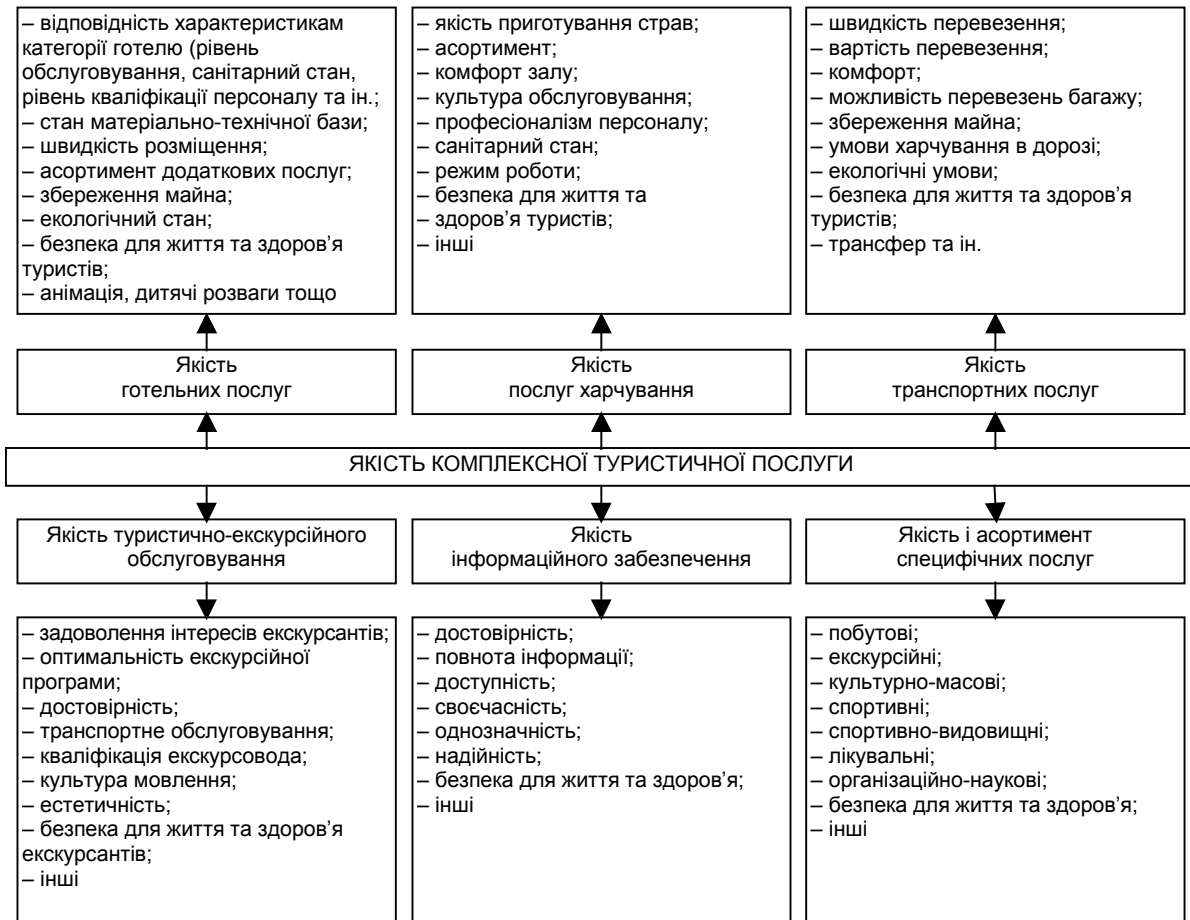 – відповідність характеристикам
категорії готелю (рівень
обслуговування, санітарний стан,
рівень кваліфікації персоналу та ін.;
– стан матеріально-технічної бази;
– швидкість розміщення;
– асортимент додаткових послуг;
– збереження майна;
– екологічний стан;
– безпека для життя та здоров'я
туристів;
– анімація, дитячі розваги тощо
– якість приготування страв;
– асортимент;
– комфорт залу;
– культура обслуговування;
– професіоналізм персоналу;
– санітарний стан;
– режим роботи;
– безпека для життя та
– здоров'я туристів;
– інші
– швидкість перевезення;
– вартість перевезення;
– комфорт;
– можливість перевезень багажу;
– збереження майна;
– умови харчування в дорозі;
– екологічні умови;
– безпека для життя та здоров'я
туристів;
– трансфер та ін.
Якість
готельних послуг
Якість
послуг харчування
Якість
транспортних послуг
ЯКІСТЬ КОМПЛЕКСНОЇ ТУРИСТИЧНОЇ ПОСЛУГИ
Якість туристично-екскурсійного
обслуговування
Якість
інформаційного забезпечення
Якість і асортимент
специфічних послуг
– задоволення інтересів екскурсантів;
– оптимальність екскурсійної
програми;
– достовірність;
– транспортне обслуговування;
– кваліфікація екскурсовода;
– культура мовлення;
– естетичність;
– безпека для життя та здоров'я
екскурсантів;
– інші
– достовірність;
– повнота інформації;
– доступність;
– своєчасність;
– однозначність;
– надійність;
– безпека для життя та здоров'я;
– інші
– побутові;
– екскурсійні;
– культурно-масові;
– спортивні;
– спортивно-видовищні;
– лікувальні;
– організаційно-наукові;
– безпека для життя та здоров'я;
– інші